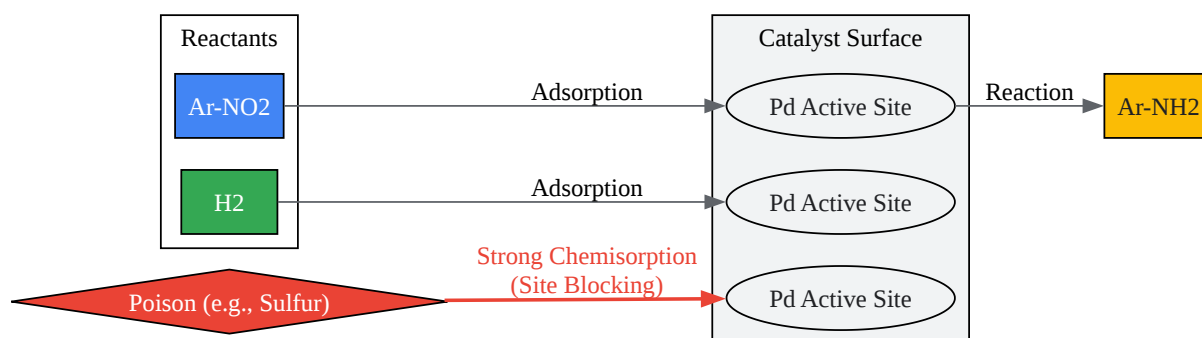 Reactants
Catalyst Surface
Ar-NO2
Adsorption
Pd Active Site
Reaction
Ar-NH2
H2
Adsorption
Pd Active Site
Strong Chemisorption
(Site Blocking)
Poison (e.g., Sulfur)
Pd Active Site